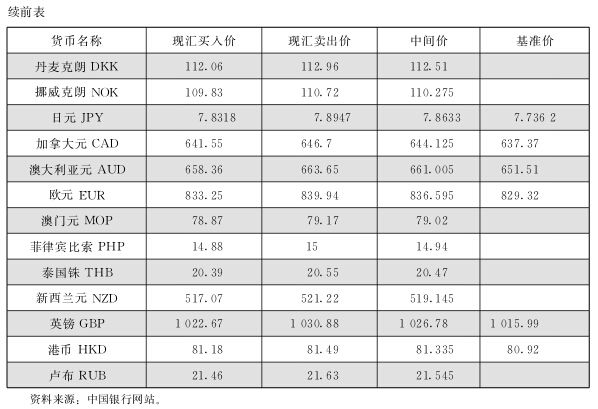 续前表
货币名称 现汇买入价 现汇卖出价 中间价 基准价
丹麦克朗 DKK 112.06 112.96 112.51
挪威克朗 NOK 109.83 110.72 110.275
日元 JPY 7.8318 7.8947 7.8633 7.736 2
加拿大元 CAD 641.55 646.7 644.125 637.37
澳大利亚元 AUD 658.36 663.65 661.005 651.51
欧元 EUR 833.25 839.94 836.595 829.32
澳门元 MOP 78.87 79.17 79.02
菲律宾比索 PHP 14.88 15 14.94
泰国铢 THB 20.39 20.55 20.47
新西兰元 NZD 517.07 521.22 519.145
英镑 GBP 1 022.67 1 030.88 1 026.78 1 015.99
港币 HKD 81.18 81.49 81.335 80.92
卢布 RUB 21.46 21.63 21.545
资料来源：中国银行网站。